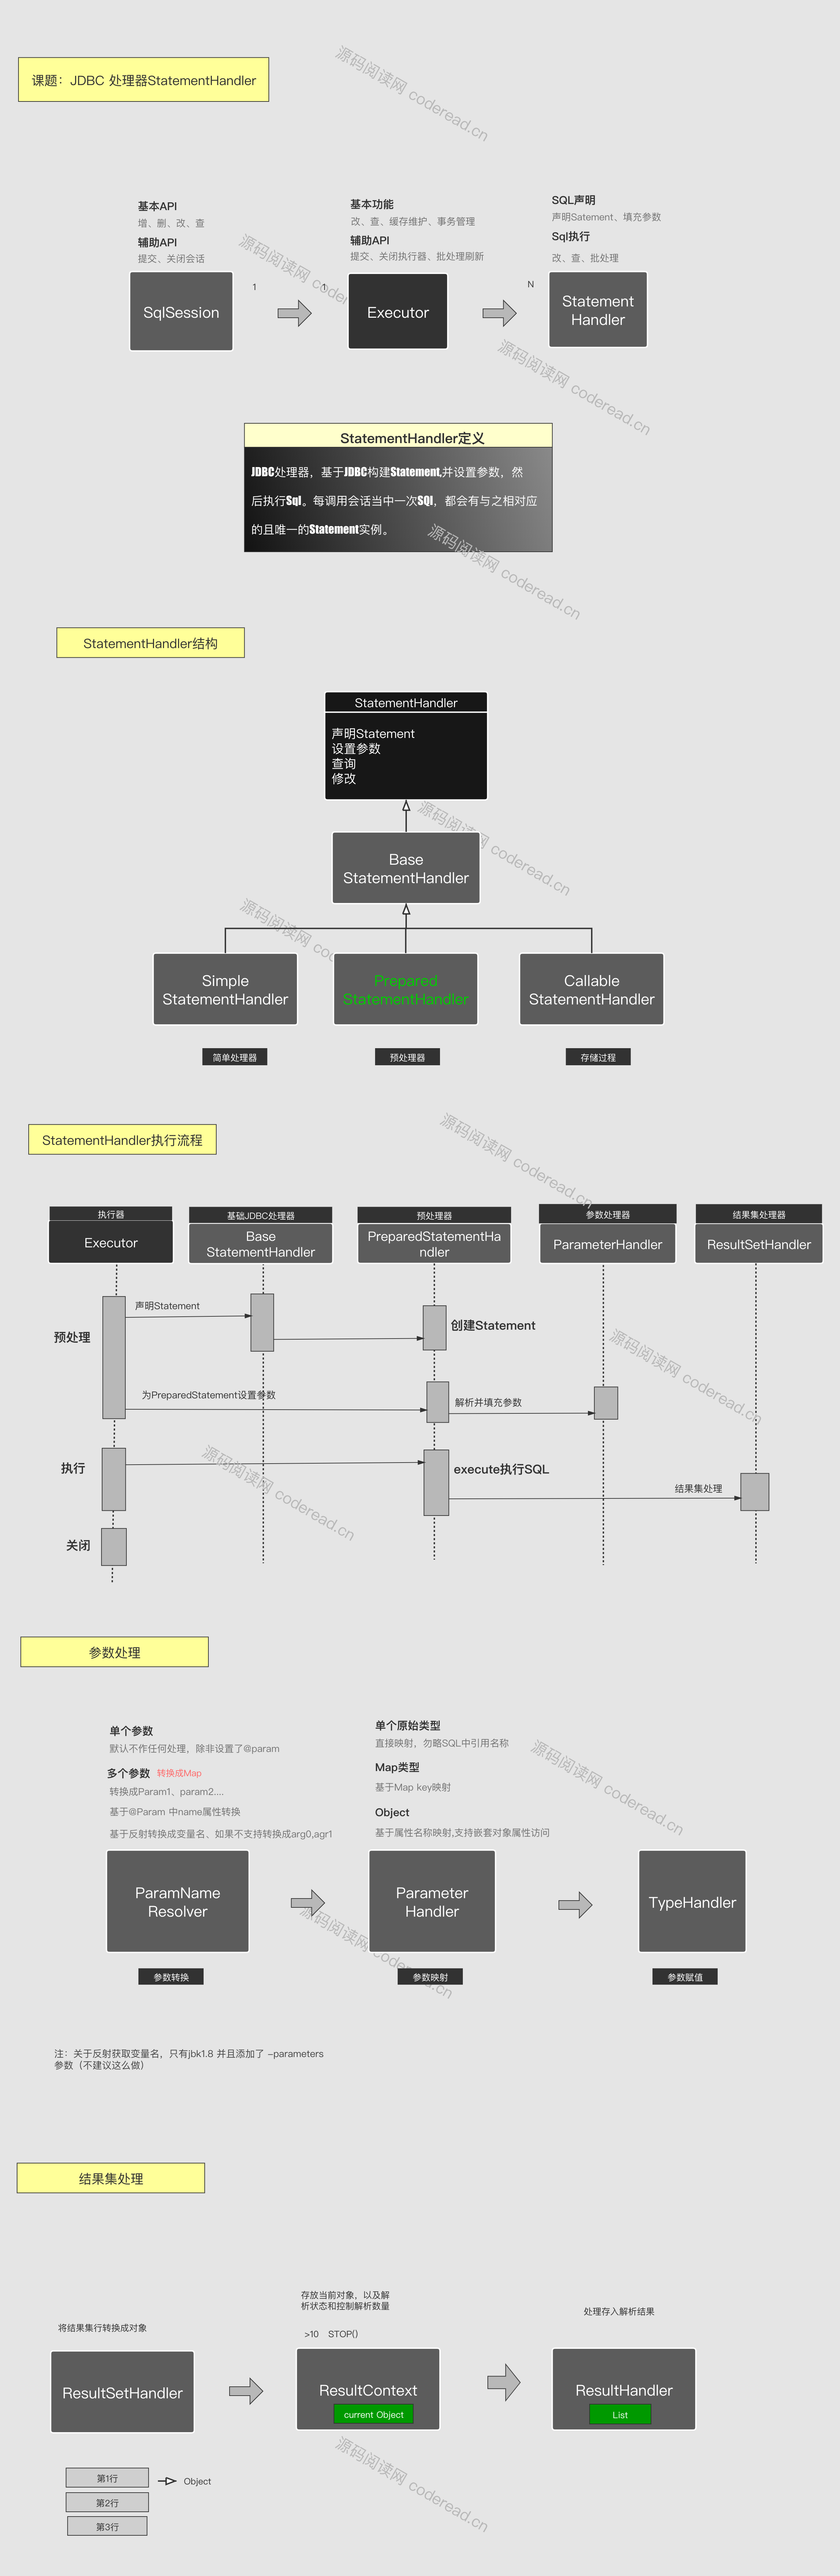 课题：JDBC 处理器StatementHandler
源码阅读网 coderead.cn
基本API
增、删、改、查
辅助API
提交、关闭会话
SqlSession
1
1
基本功能
改、查、缓存维护、事务管理
辅助API
提交、关闭执行器、批处理刷新
Executor
N
SQL声明
声明Satement、填充参数
Sql执行
改、查、批处理
Statement
Handler
源码阅读网 coder
源码阅读网 coderead.cn
StatementHandler定义
JDBC处理器，基于JDBC构建Statement,并设置参数，然
后执行Sql。每调用会话当中一次SQl，都会有与之相对应
的且唯一的Statement实例。
源码阅读网 coderead.cn
StatementHandler结构
StatementHandler
声明Statement
设置参数
查询
修改
源码阅读网 coderead.cn
Base
StatementHandler
源码阅读网 cou
Simple
StatementHandler
Prepared
StatementHandler
Callable
StatementHandler
简单处理器
预处理器
存储过程
源码阅读网 coderead.cn
StatementHandler执行流程
执行器
Executor
基础JDBC处理器
Base
StatementHandler
预处理器
PreparedStatementHa
ndler
参数处理器
ParameterHandler
结果集处理器
ResultSetHandler
声明Statement
预处理
创建Statement
源码阅读网 coderead.cn
为PreparedStatement设置参数
解析并填充参数
执行
execute执行SQL
结果集处理
源码阅读网 coderead.cn
关闭
参数处理
单个参数
默认不作任何处理，除非设置了@param
多个参数 转换成Map
转换成Param1、param2....
基于@Param 中name属性转换
基于反射转换成变量名、如果不支持转换成arg0,agr1
ParamName
Resolver
参数转换
单个原始类型
直接映射，勿略SQL中引用名称
Map类型
基于Map key映射
Object
基于属性名称映射,支持嵌套对象属性访问
Parameter
Handler
参数映射
源码阅读网 coderead.cn
TypeHandler
参数赋值
源码阅读网 coderead.cn
注：关于反射获取变量名，只有jbk1.8 并且添加了 -parameters
参数（不建议这么做）
结果集处理
将结果集行转换成对象
ResultSetHandler
存放当前对象，以及解
析状态和控制解析数量
>10 STOP()
ResultContext
current Object
处理存入解析结果
ResultHandler
List
源码阅读网 coderead.cn
第1行
Object
第2行
第3行